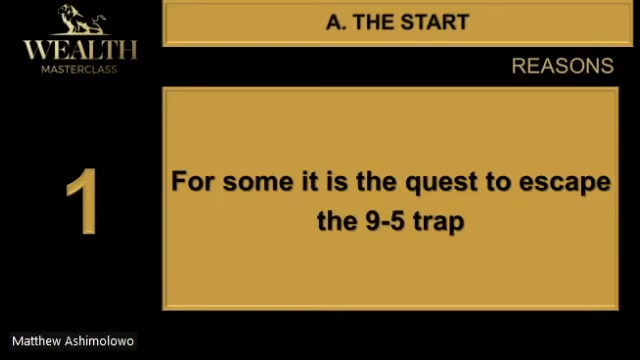 WEALTH
MASTERCLASS
A. THE START
REASONS
1
For some it is the quest to escape
the 9-5 trap
Matthew Ashimolowo